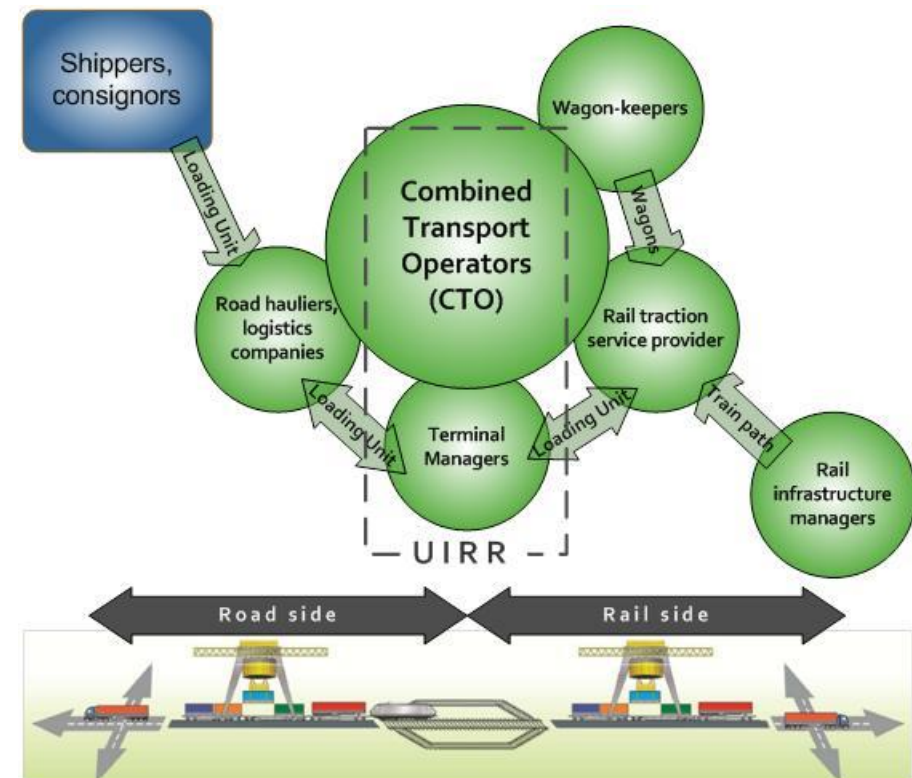 Shippers,
consignors
Loading Unit
Wagon-keepers
Wagons
Combined
Transport
Operators
(CTO)
Road hauliers,
logistics
companies
Rail traction
service provider
Loading Unit
Terminal
Managers
Loading Unit
Train path
Rail
infrastructure
managers
UIRR
Road side
Rail side